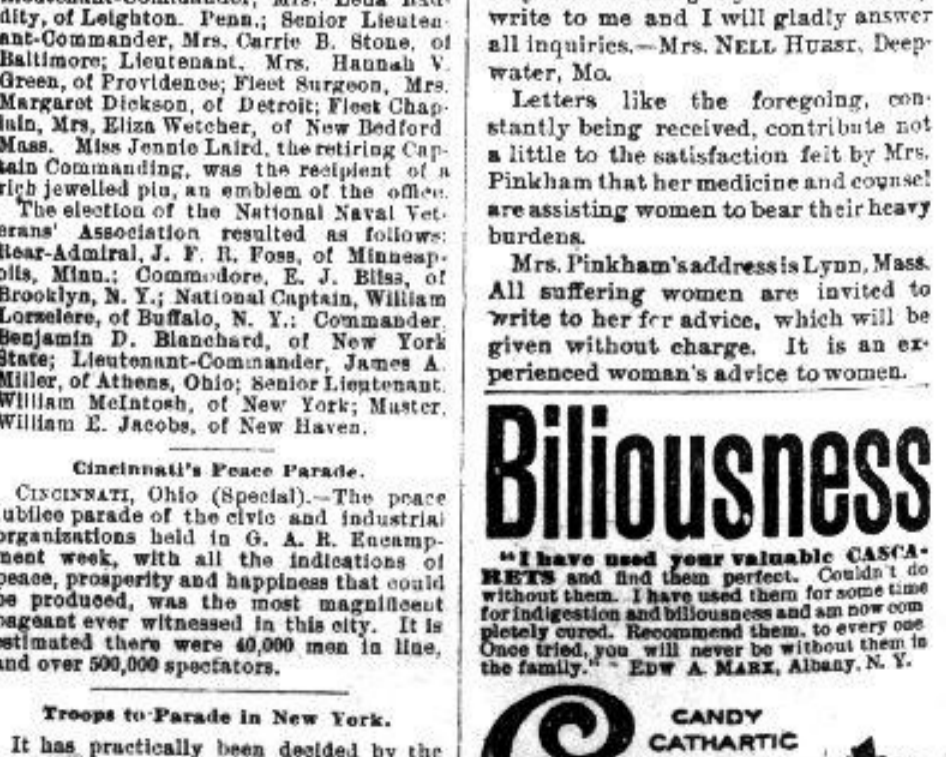 dity, of Leighton. Penn.; Senior Lieuten-
ant-Commander, Mrs. Carrie B. Stone, of
Baltimore; Lieutenant, Mrs. Hannah V.
Green, of Providence; Fleet Surgeon, Mrs.
Margaret Dickson, of Detroit; Fleet Chap-
lain, Mrs, Eliza Wetcher, of New Bedford
Mass. Miss Jennie Laird, the retiring Cap-
tain Commanding, was the recipient of a
rich jewelled pin, an emblem of the office.
The election of the National Naval Vet-
erans' Association resulted as follows:
Rear-Admiral, J. F. R. Foss, of Minneap-
olis, Minn.; Commodore, E. J. Bliss, of
Brooklyn, N. Y.; National Captain, William
Lorzelere, of Buffalo, N. Y.; Commander,
Benjamin D. Blanchard, of New York
State; Lieutenant-Commander, James A.
Miller, of Athens, Ohio; Senior Lieutenant,
William McIntosh, of New York; Master,
William E. Jacobs, of New Haven.
Cincinnati's Peace Parade.
CINCINNATI, Ohio (Special).—The peace
jubilee parade of the civic and industrial
organizations held in G. A. R. Encamp-
ment week, with all the indications of
peace, prosperity and happiness that could
be produced, was the most magnificent
pageant ever witnessed in this city. It is
estimated there were 40,000 men in line,
and over 500,000 spectators.
Troops to Parade in New York.
It has practically been decided by the
write to me and I will gladly answer
all inquiries.—Mrs. NELL HURST, Deep-
water, Mo.
Letters like the foregoing, con-
stantly being received, contribute not
a little to the satisfaction felt by Mrs.
Pinkham that her medicine and counsel
are assisting women to bear their heavy
burdens.
Mrs. Pinkham's address is Lynn, Mass.
All suffering women are invited to
write to her for advice, which will be
given without charge. It is an ex-
perienced woman's advice to women.
Biliousness
"I have used your valuable CASCA-
RETS and find them perfect. Couldn't do
without them. I have used them for some time
for indigestion and biliousness and am now com
pletely cured. Recommend them, to every one
Once tried, you will never be without them in
the family." EDW A. MARX, Albany, N. Y.
CANDY
CATHARTIC